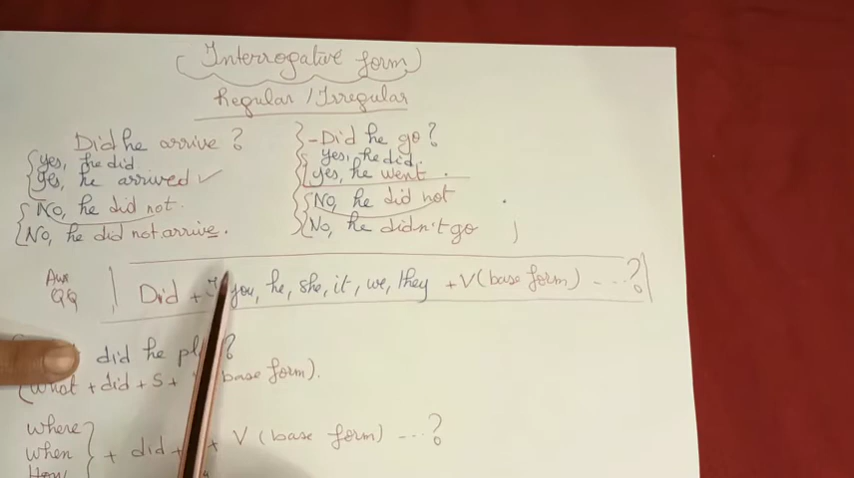 Interrogative form
Regular / Irregular
Did he arrive ?
{ yes, he did
yes, he arrived ✓
{ No, he did not.
No, he did not arrive.
- Did he go ?
{ yes, he did.
yes, he went.
{ No, he did not
No, he didn't go
Aux
QQ
Did + you, he, she, it, we, they + V (base form) ... ?
did he ?
(what + did + S + base form).
where
when
How
} + did + + V (base form) ... ?